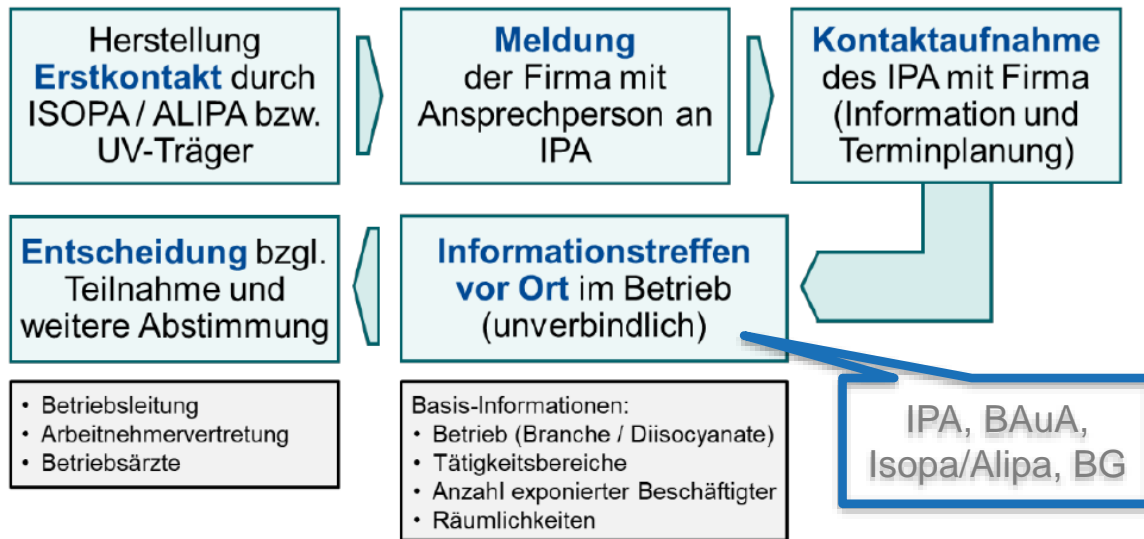 Herstellung
Erstkontakt durch
ISOPA / ALIPA bzw.
UV-Träger
Meldung
der Firma mit
Ansprechperson an
IPA
Kontaktaufnahme
des IPA mit Firma
(Information und
Terminplanung)
Informationstreffen
vor Ort im Betrieb
(unverbindlich)
IPA, BAuA,
Isopa/Alipa, BG
Entscheidung bzgl.
Teilnahme und
weitere Abstimmung
• Betriebsleitung
• Arbeitnehmervertretung
• Betriebsärzte
Basis-Informationen:
• Betrieb (Branche / Diisocyanate)
• Tätigkeitsbereiche
• Anzahl exponierter Beschäftigter
• Räumlichkeiten